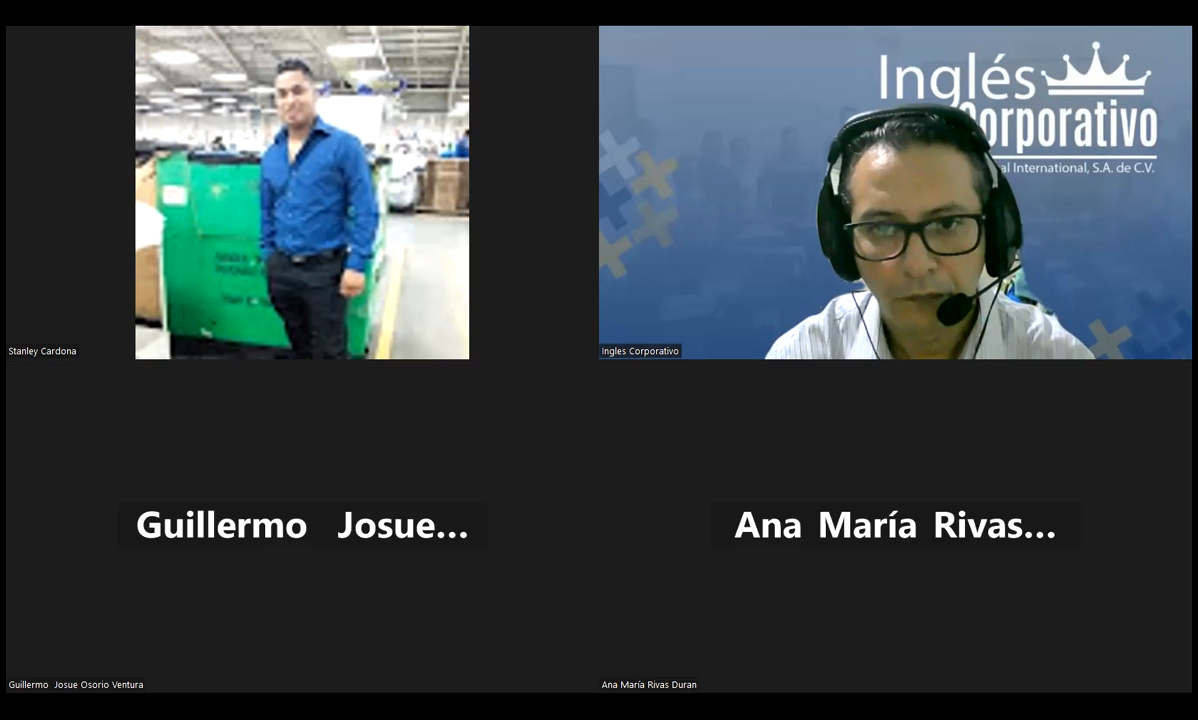 Inglés
Corporativo
al International, S.A. de C.V.
Stanley Cardona
Ingles Corporativo
Guillermo Josue...
Ana María Rivas...
Guillermo Josue Osorio Ventura
Ana María Rivas Duran